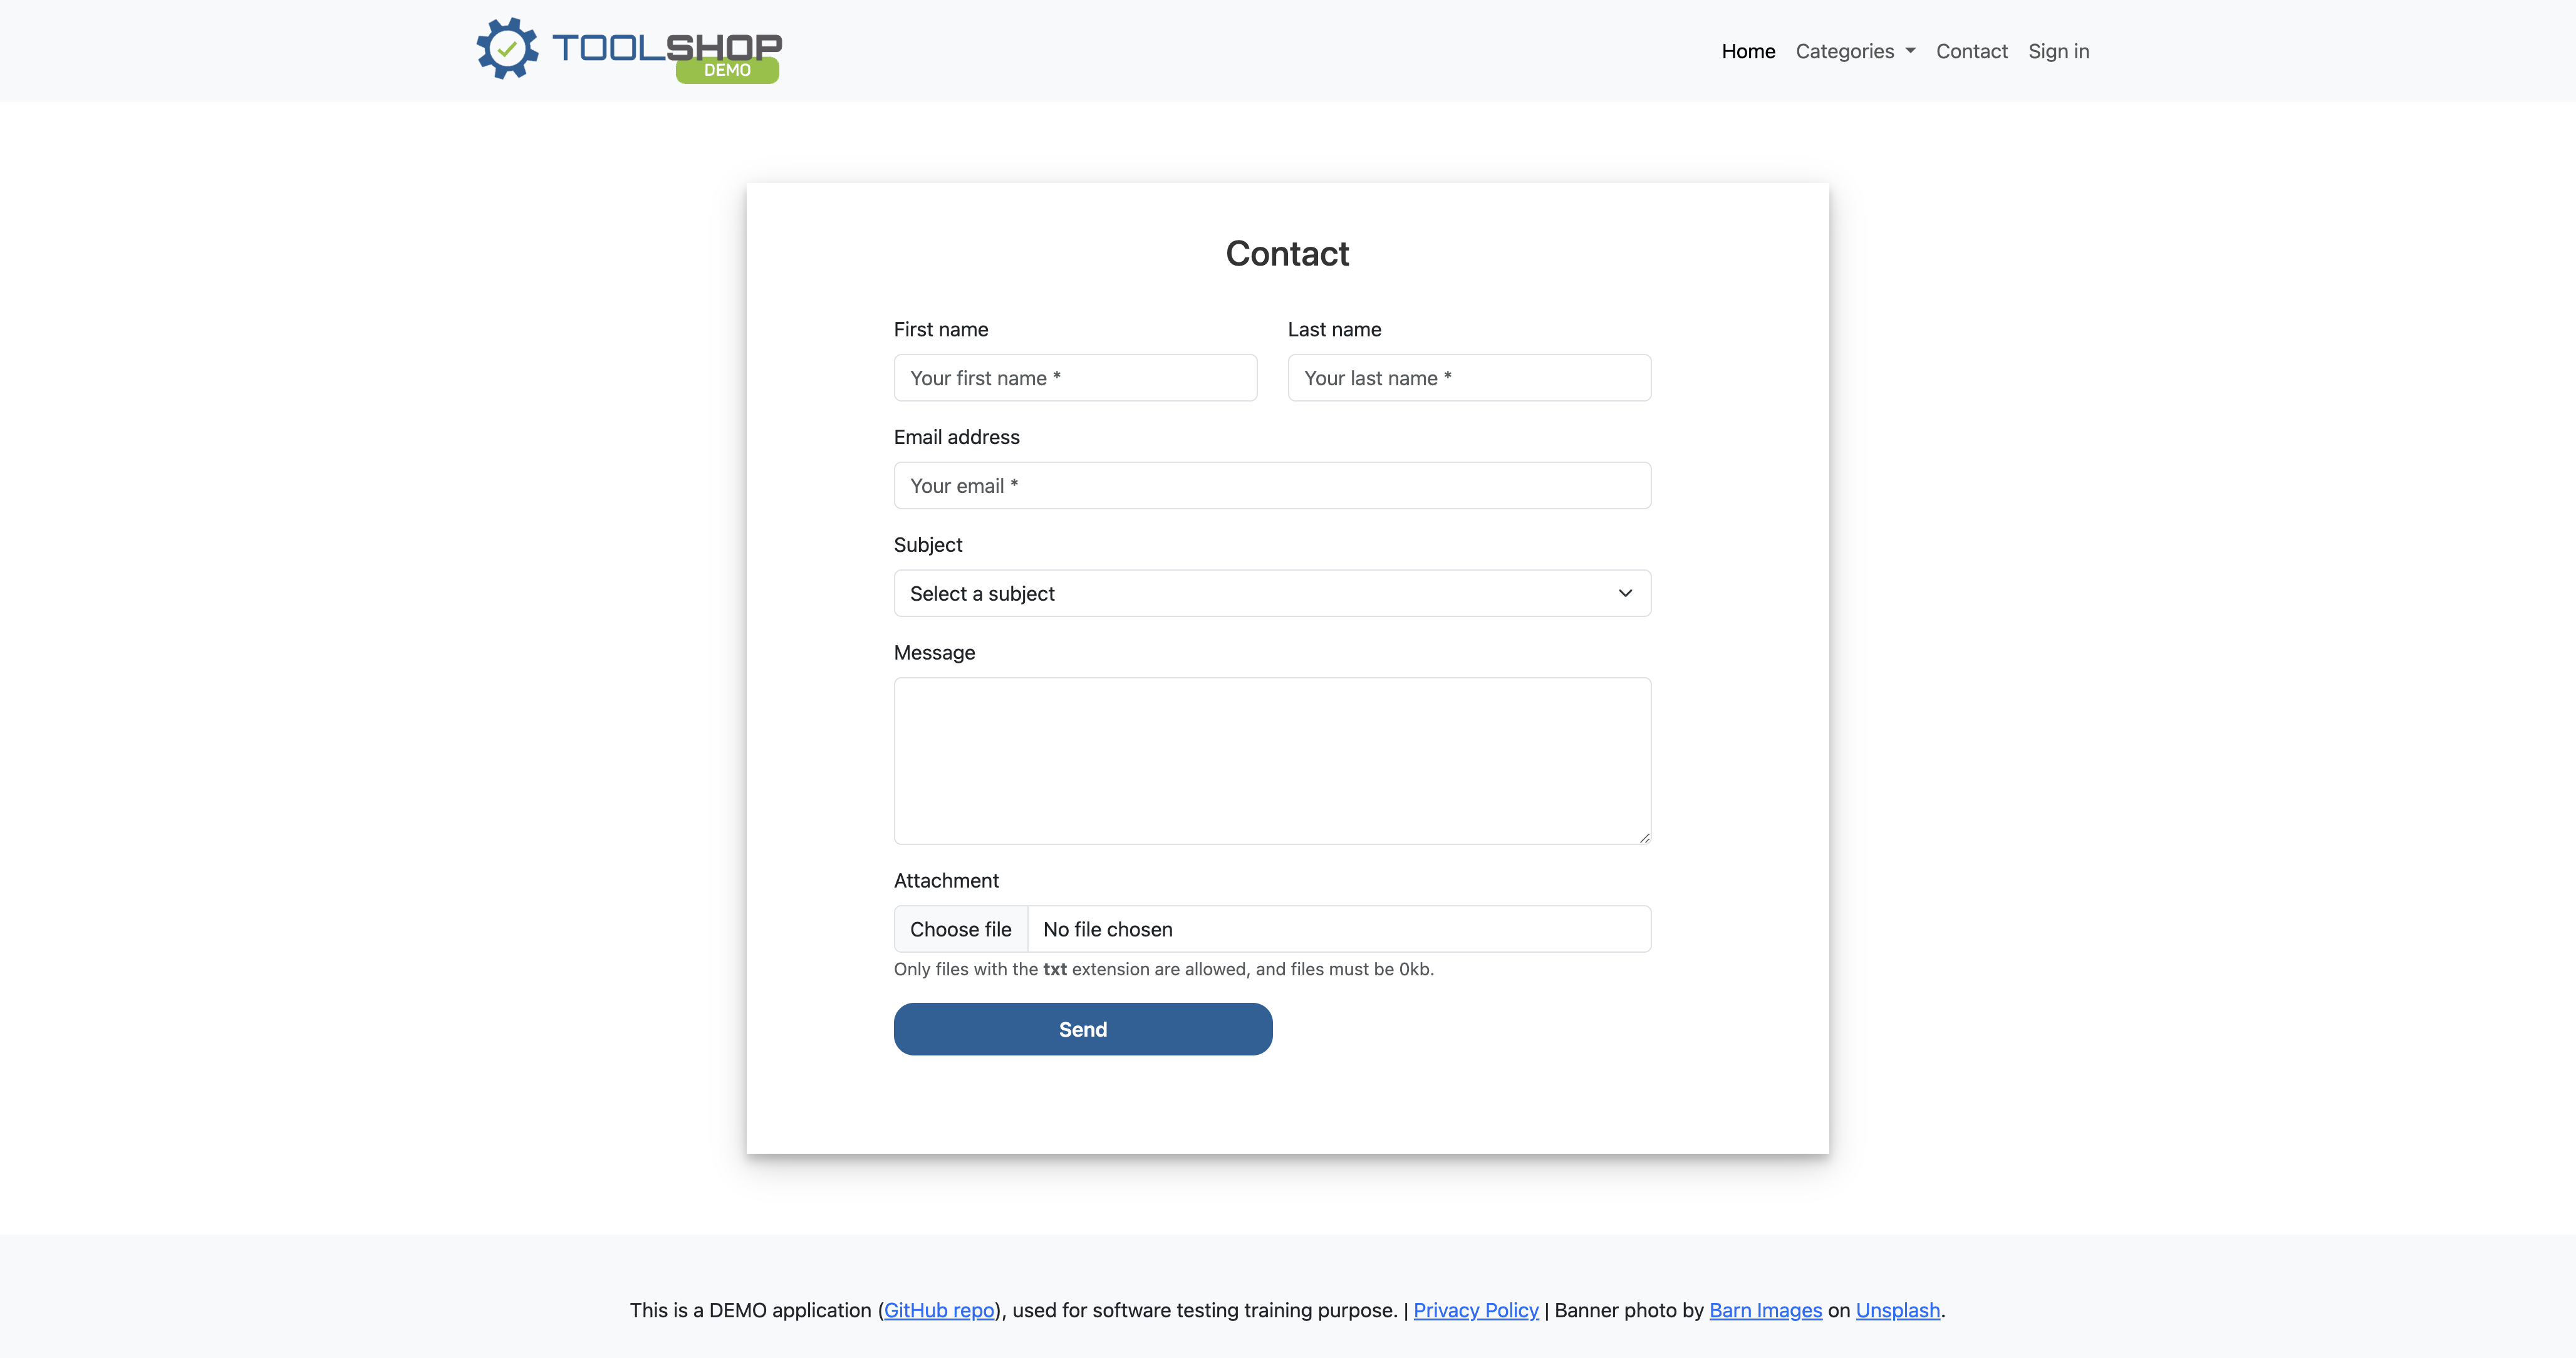 TOOLSHOP
DEMO
Home Categories Contact Sign in
Contact
First name Last name
Your first name * Your last name *
Email address
Your email *
Subject
Select a subject
Message
Attachment
Choose file No file chosen
Only files with the txt extension are allowed, and files must be 0kb.
Send
This is a DEMO application (GitHub repo), used for software testing training purpose. | Privacy Policy | Banner photo by Barn Images on Unsplash.